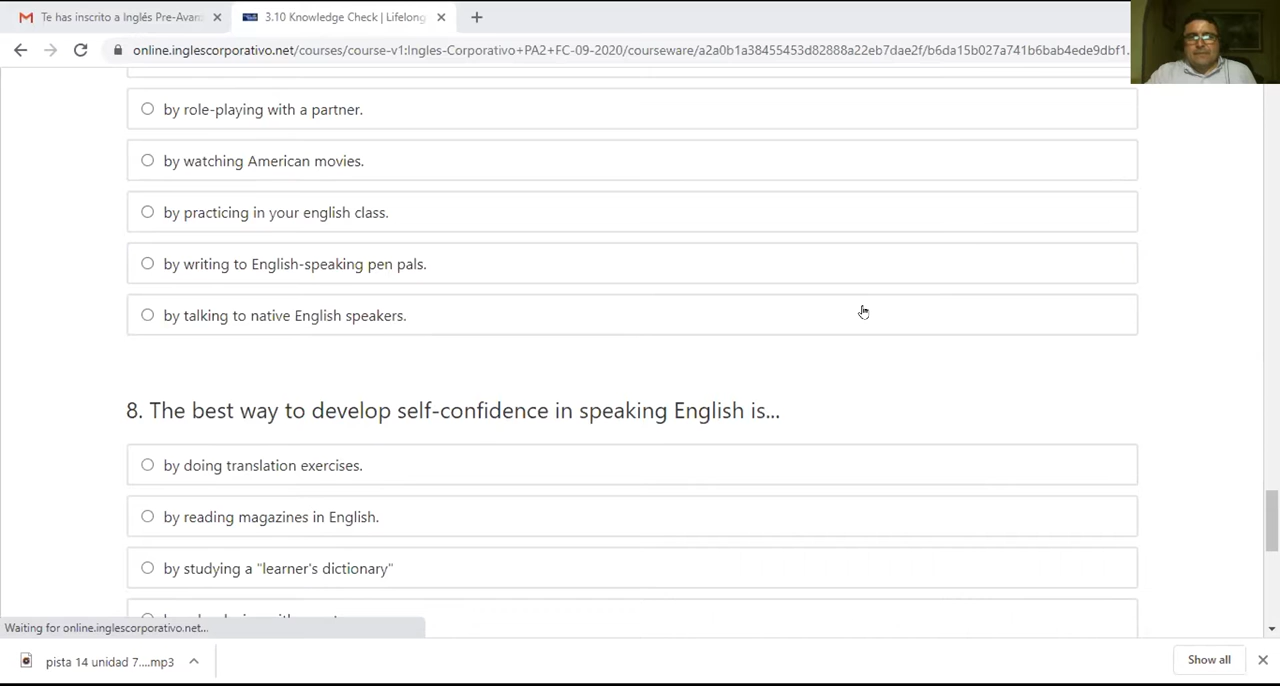 Te has inscrito a Inglés Pre-Avan
3.10 Knowledge Check | Lifelong
online.inglescorporativo.net/courses/course-v1:Ingles-Corporativo+PA2+FC-09-2020/courseware/a2a0b1a38455453d82888a22eb7dae2f/b6da15b027a741b6bab4ede9dbf1.
by role-playing with a partner.
by watching American movies.
by practicing in your english class.
by writing to English-speaking pen pals.
by talking to native English speakers.
8. The best way to develop self-confidence in speaking English is...
by doing translation exercises.
by reading magazines in English.
by studying a "learner's dictionary"
Waiting for online.inglescorporativo.net...
pista 14 unidad 7....mp3
Show all